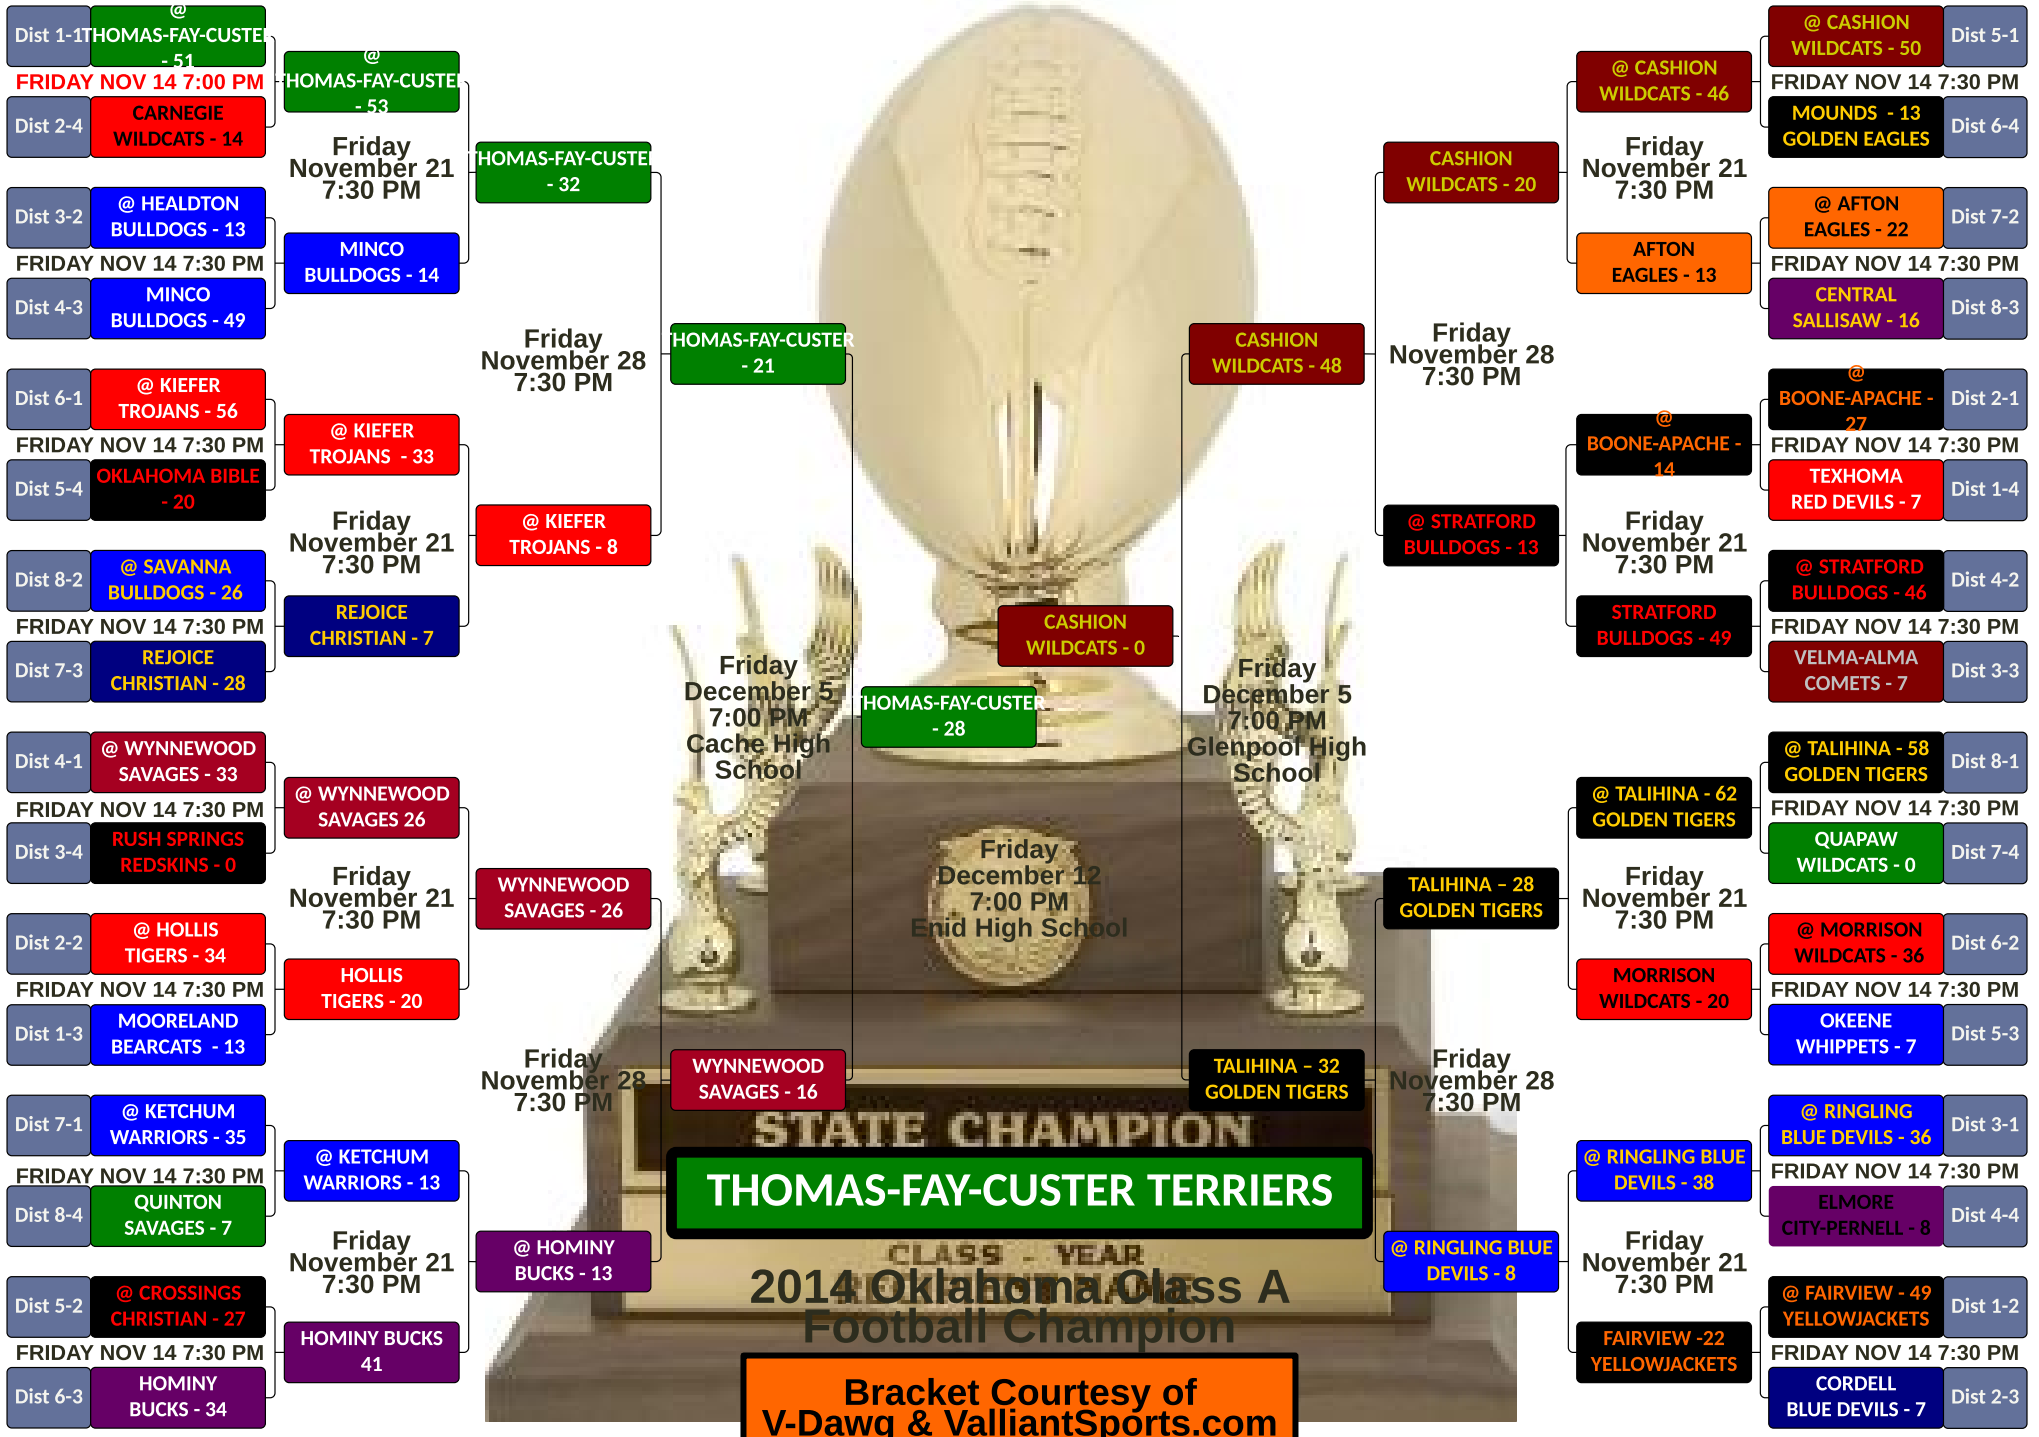 @
Dist 1-1
THOMAS-FAY-CUSTER
- 51
FRIDAY NOV 14 7:00 PM
Dist 2-4
CARNEGIE
WILDCATS - 14
Dist 3-2
@ HEALDTON
BULLDOGS - 13
FRIDAY NOV 14 7:30 PM
Dist 4-3
MINCO
BULLDOGS - 49
Dist 6-1
@ KIEFER
TROJANS - 56
FRIDAY NOV 14 7:30 PM
Dist 5-4
OKLAHOMA BIBLE
- 20
Dist 8-2
@ SAVANNA
BULLDOGS - 26
FRIDAY NOV 14 7:30 PM
Dist 7-3
REJOICE
CHRISTIAN - 28
Dist 4-1
@ WYNNEWOOD
SAVAGES - 33
FRIDAY NOV 14 7:30 PM
Dist 3-4
RUSH SPRINGS
REDSKINS - 0
Dist 2-2
@ HOLLIS
TIGERS - 34
FRIDAY NOV 14 7:30 PM
Dist 1-3
MOORELAND
BEARCATS - 13
Dist 7-1
@ KETCHUM
WARRIORS - 35
FRIDAY NOV 14 7:30 PM
Dist 8-4
QUINTON
SAVAGES - 7
Dist 5-2
@ CROSSINGS
CHRISTIAN - 27
FRIDAY NOV 14 7:30 PM
Dist 6-3
HOMINY
BUCKS - 34
@
THOMAS-FAY-CUSTER
- 53
Friday
November 21
7:30 PM
MINCO
BULLDOGS - 14
@ KIEFER
TROJANS - 33
Friday
November 21
7:30 PM
REJOICE
CHRISTIAN - 7
@ WYNNEWOOD
SAVAGES 26
Friday
November 21
7:30 PM
HOLLIS
TIGERS - 20
@ KETCHUM
WARRIORS - 13
Friday
November 21
7:30 PM
HOMINY BUCKS
41
THOMAS-FAY-CUSTER
- 32
Friday
November 28
7:30 PM
@ KIEFER
TROJANS - 8
WYNNEWOOD
SAVAGES - 26
Friday
November 28
7:30 PM
@ HOMINY
BUCKS - 13
THOMAS-FAY-CUSTER
- 21
Friday
December 5
7:00 PM
Cache High
School
WYNNEWOOD
SAVAGES - 16
CASHION
WILDCATS - 0
THOMAS-FAY-CUSTER
- 28
Friday
December 12
7:00 PM
Enid High School
STATE CHAMPION
THOMAS-FAY-CUSTER TERRIERS
CLASS - YEAR
2014 Oklahoma Class A
Football Champion
Bracket Courtesy of
V-Dawg & ValliantSports.com
CASHION
WILDCATS - 48
Friday
December 5
7:00 PM
Glenpool High
School
TALIHINA – 32
GOLDEN TIGERS
CASHION
WILDCATS - 20
Friday
November 28
7:30 PM
@ STRATFORD
BULLDOGS - 13
TALIHINA – 28
GOLDEN TIGERS
Friday
November 28
7:30 PM
@ RINGLING BLUE
DEVILS - 8
@ CASHION
WILDCATS - 46
Friday
November 21
7:30 PM
AFTON
EAGLES - 13
@
BOONE-APACHE -
14
Friday
November 21
7:30 PM
STRATFORD
BULLDOGS - 49
@ TALIHINA - 62
GOLDEN TIGERS
Friday
November 21
7:30 PM
MORRISON
WILDCATS - 20
@ RINGLING BLUE
DEVILS - 38
Friday
November 21
7:30 PM
FAIRVIEW -22
YELLOWJACKETS
@ CASHION
WILDCATS - 50
Dist 5-1
FRIDAY NOV 14 7:30 PM
MOUNDS - 13
GOLDEN EAGLES
Dist 6-4
@ AFTON
EAGLES - 22
Dist 7-2
FRIDAY NOV 14 7:30 PM
CENTRAL
SALLISAW - 16
Dist 8-3
@
BOONE-APACHE -
27
Dist 2-1
FRIDAY NOV 14 7:30 PM
TEXHOMA
RED DEVILS - 7
Dist 1-4
@ STRATFORD
BULLDOGS - 46
Dist 4-2
FRIDAY NOV 14 7:30 PM
VELMA-ALMA
COMETS - 7
Dist 3-3
@ TALIHINA - 58
GOLDEN TIGERS
Dist 8-1
FRIDAY NOV 14 7:30 PM
QUAPAW
WILDCATS - 0
Dist 7-4
@ MORRISON
WILDCATS - 36
Dist 6-2
FRIDAY NOV 14 7:30 PM
OKEENE
WHIPPETS - 7
Dist 5-3
@ RINGLING
BLUE DEVILS - 36
Dist 3-1
FRIDAY NOV 14 7:30 PM
ELMORE
CITY-PERNELL - 8
Dist 4-4
@ FAIRVIEW - 49
YELLOWJACKETS
Dist 1-2
FRIDAY NOV 14 7:30 PM
CORDELL
BLUE DEVILS - 7
Dist 2-3